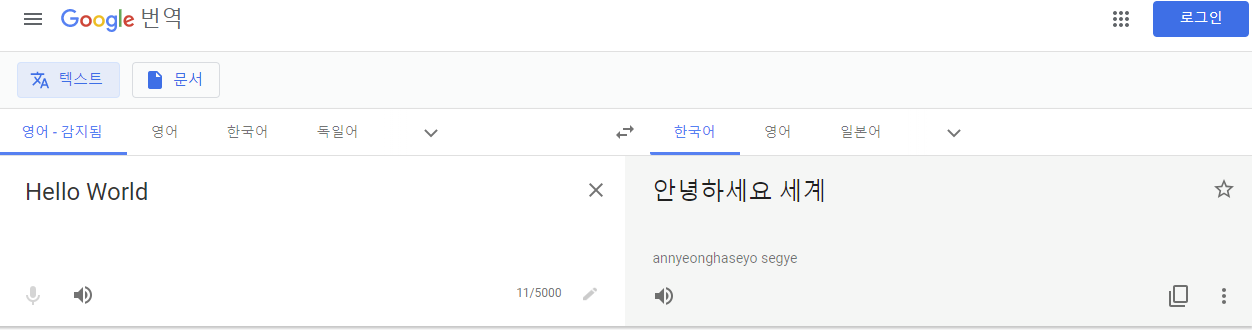 Google 번역
로그인
텍스트 문서
영어 - 감지됨 영어 한국어 독일어 한국어 영어 일본어
Hello World 안녕하세요 세계
annyeonghaseyo segye
11/5000